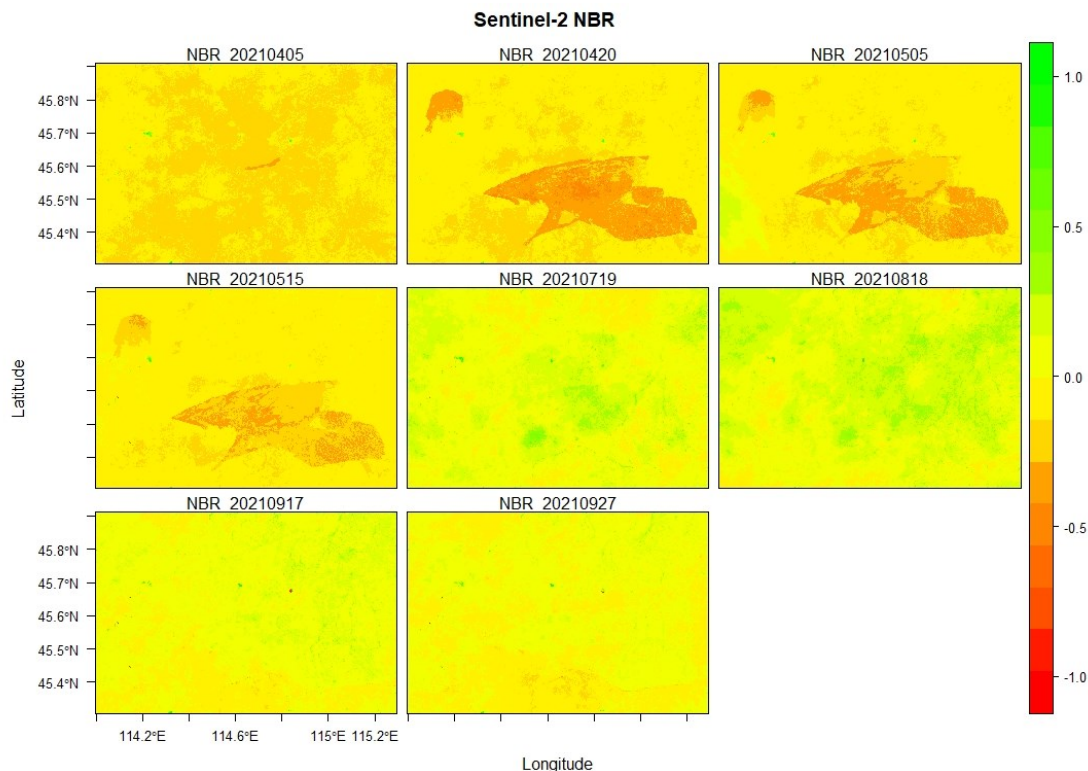 Sentinel-2 NBR
NBR_20210405
NBR_20210420
NBR_20210505
45.8°N
45.7°N
45.6°N
45.5°N
45.4°N
NBR_20210515
NBR_20210719
NBR_20210818
NBR_20210917
NBR_20210927
45.8°N
45.7°N
45.6°N
45.5°N
45.4°N
114.2°E
114.6°E
115°E
115.2°E
Latitude
Longitude
1.0
0.5
0.0
-0.5
-1.0